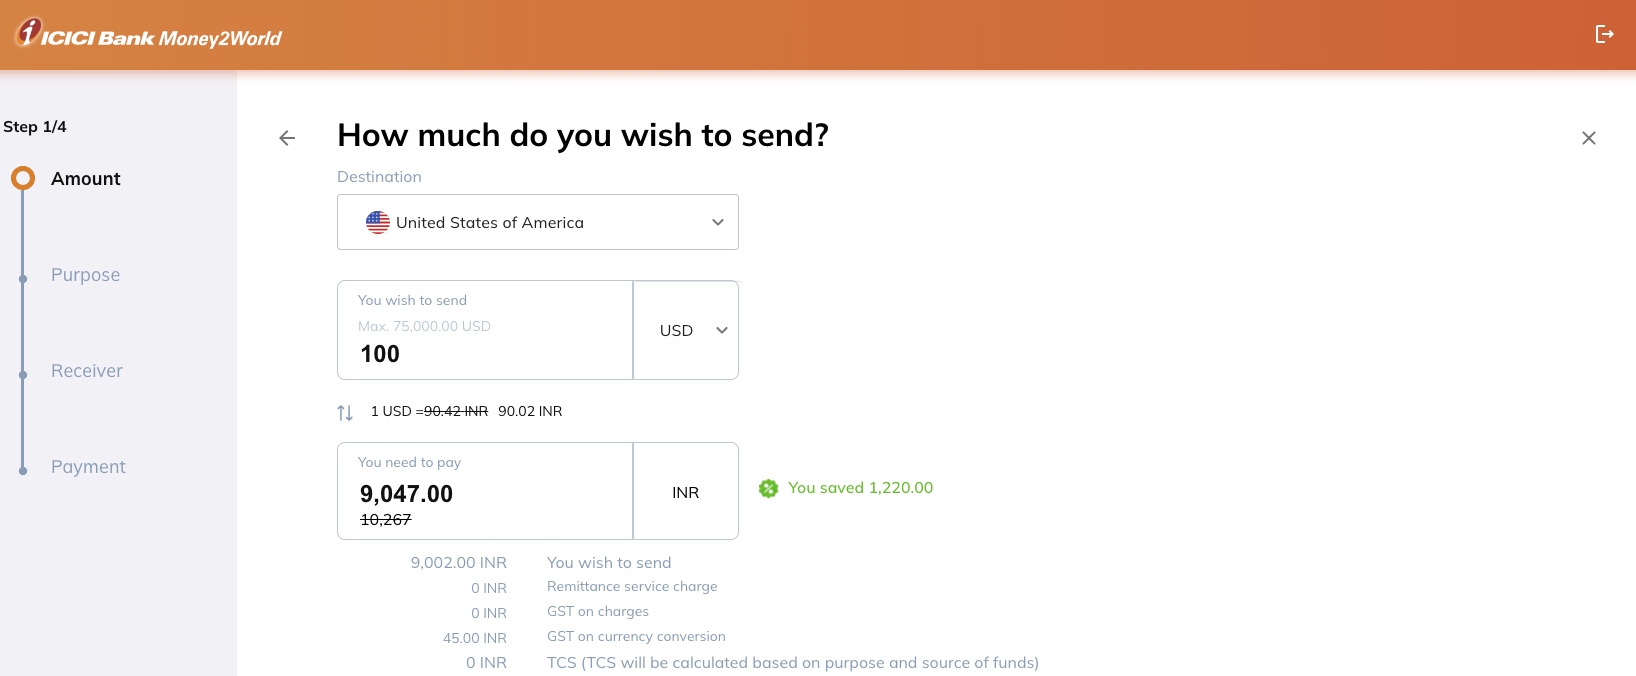 i ICICI Bank Money2World
Step 1/4
Amount
Purpose
Receiver
Payment
How much do you wish to send?
Destination
United States of America
You wish to send
Max. 75,000.00 USD
100
USD
1 USD =90.42 INR 90.02 INR
You need to pay
9,047.00
10,267
INR
You saved 1,220.00
9,002.00 INR You wish to send
0 INR Remittance service charge
0 INR GST on charges
45.00 INR GST on currency conversion
0 INR TCS (TCS will be calculated based on purpose and source of funds)